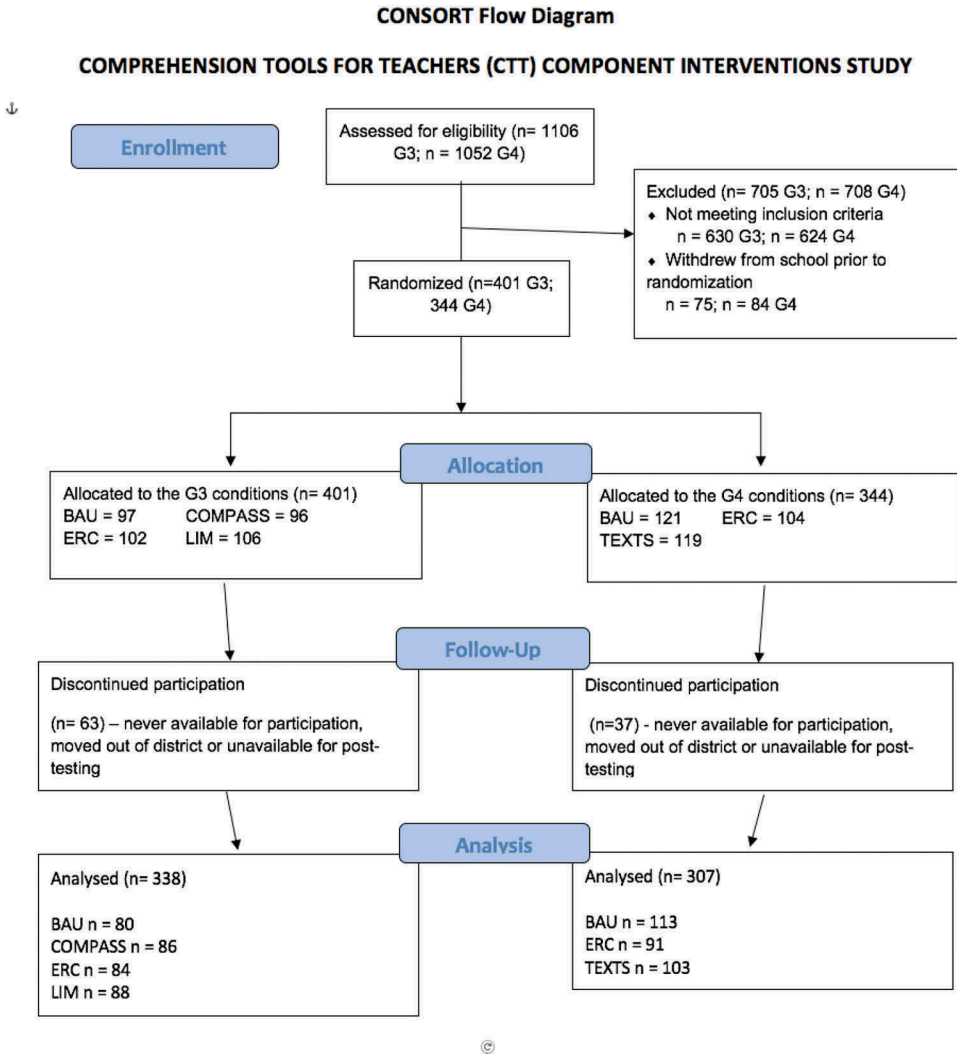 CONSORT Flow Diagram
COMPREHENSION TOOLS FOR TEACHERS (CTT) COMPONENT INTERVENTIONS STUDY
Enrollment
Assessed for eligibility (n= 1106
G3; n = 1052 G4)
Excluded (n= 705 G3; n = 708 G4)
♦ Not meeting inclusion criteria
n = 630 G3; n = 624 G4
♦ Withdrew from school prior to
randomization
n = 75; n = 84 G4
Randomized (n=401 G3;
344 G4)
Allocation
Allocated to the G3 conditions (n= 401)
BAU = 97 COMPASS = 96
ERC = 102 LIM = 106
Allocated to the G4 conditions (n= 344)
BAU = 121 ERC = 104
TEXTS = 119
Follow-Up
Discontinued participation
(n= 63) – never available for participation,
moved out of district or unavailable for post-
testing
Discontinued participation
(n=37) - never available for participation,
moved out of district or unavailable for post-
testing
Analysis
Analysed (n= 338)
BAU n = 80
COMPASS n = 86
ERC n = 84
LIM n = 88
Analysed (n= 307)
BAU n = 113
ERC n = 91
TEXTS n = 103